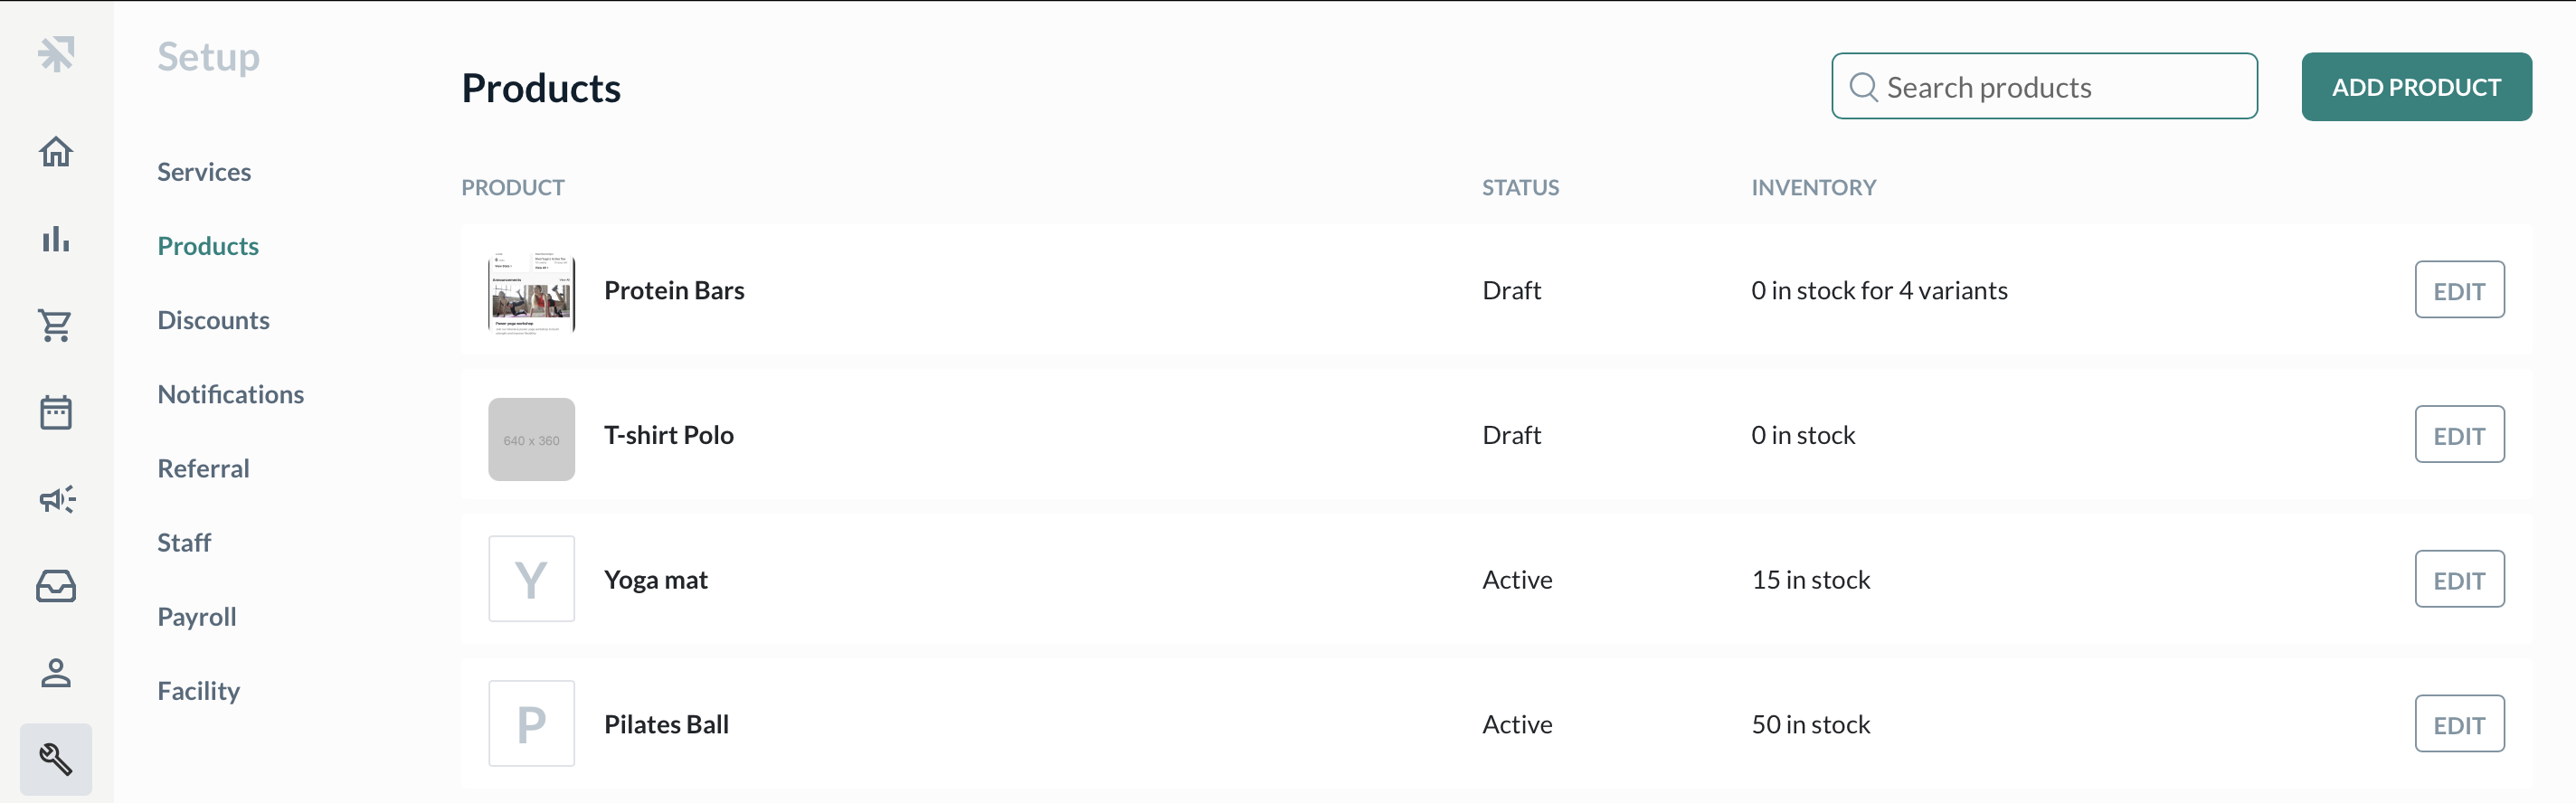 Setup
Services
Products
Discounts
Notifications
Referral
Staff
Payroll
Facility
Products
Search products
ADD PRODUCT
PRODUCT STATUS INVENTORY
Protein Bars Draft 0 in stock for 4 variants EDIT
640 x 360 T-shirt Polo Draft 0 in stock EDIT
Y Yoga mat Active 15 in stock EDIT
P Pilates Ball Active 50 in stock EDIT